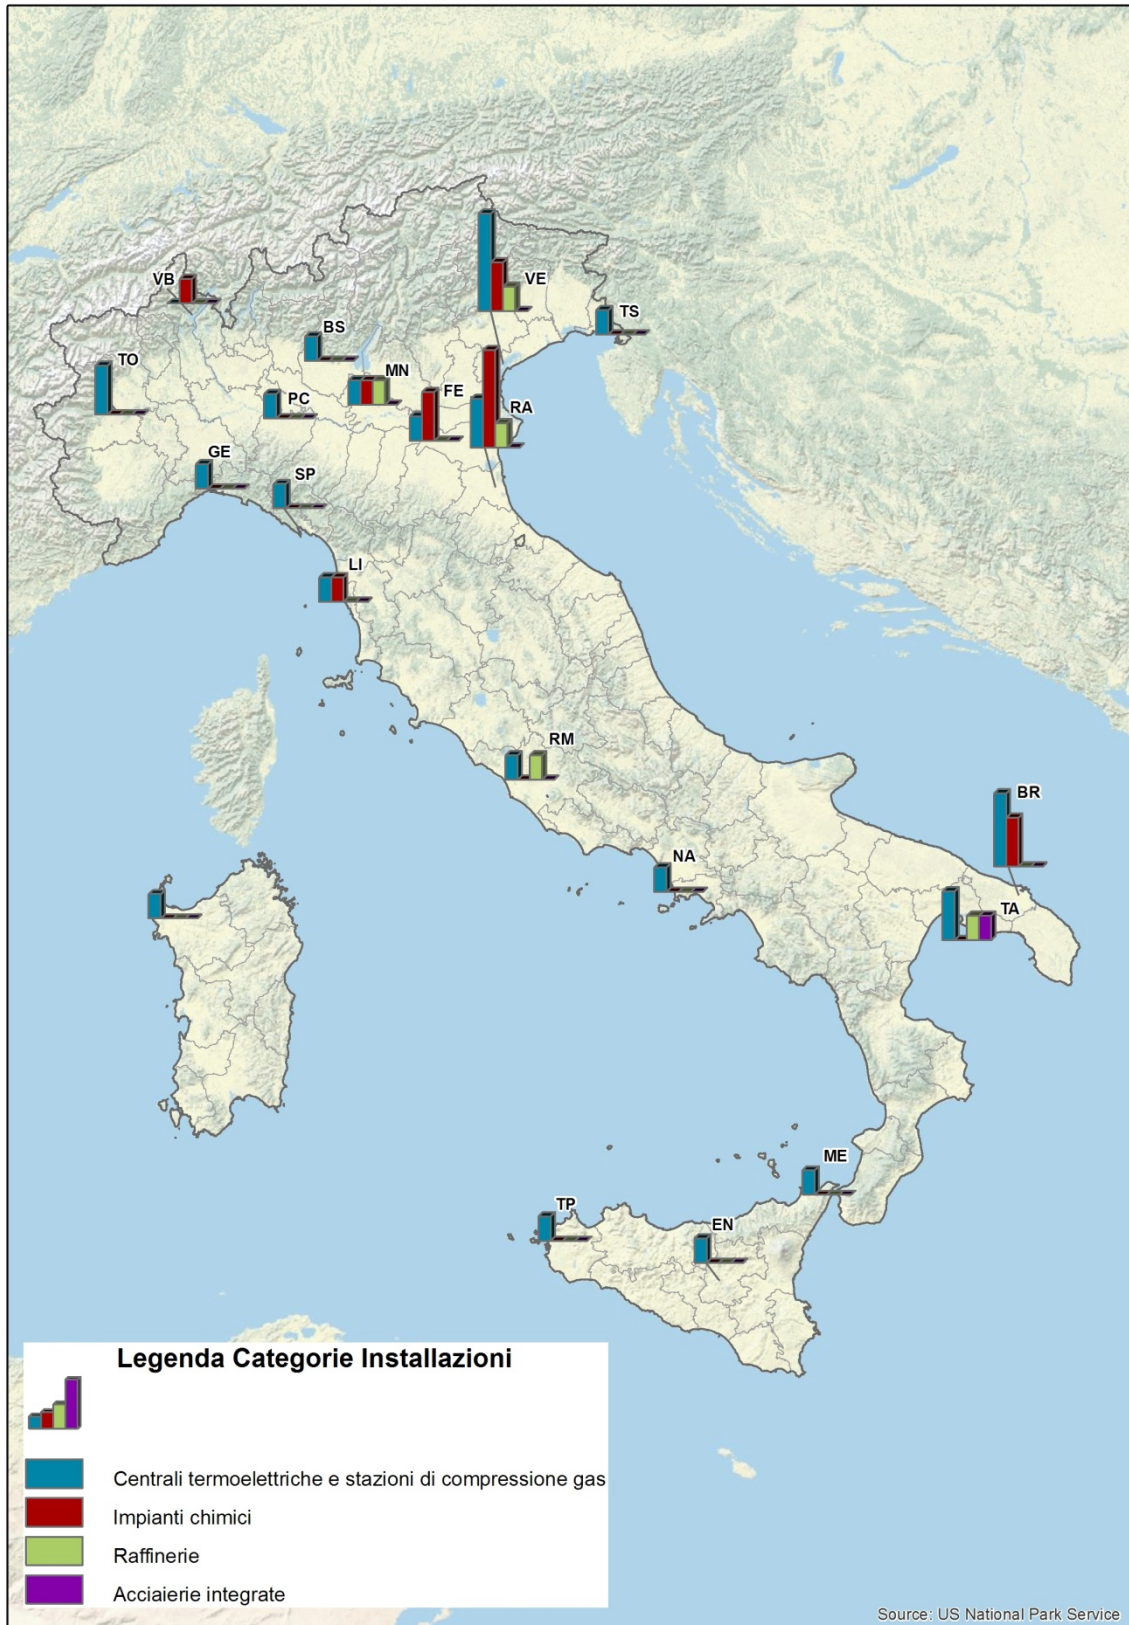 VE
VB
TS
BS
TO
MN
FE
PC
RA
GE
SP
LI
RM
BR
NA
TA
ME
TP
EN
Legenda Categorie Installazioni
Centrali termoelettriche e stazioni di compressione gas
Impianti chimici
Raffinerie
Acciaierie integrate
Source: US National Park Service